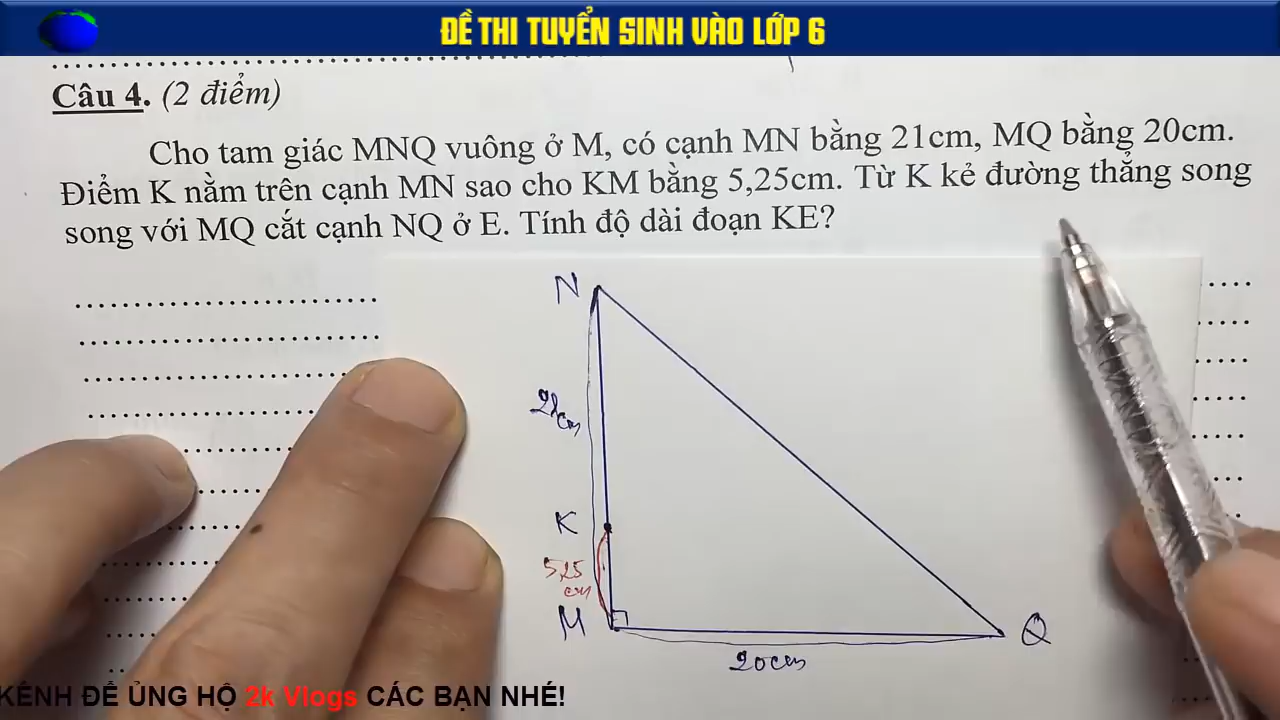 ĐỀ THI TUYỂN SINH VÀO LỚP 6
Câu 4. (2 điểm)
Cho tam giác MNQ vuông ở M, có cạnh MN bằng 21cm, MQ bằng 20cm.
Điểm K nằm trên cạnh MN sao cho KM bằng 5,25cm. Từ K kẻ đường thẳng song
song với MQ cắt cạnh NQ ở E. Tính độ dài đoạn KE?
N
21cm
K
5,25
cm
M
Q
20cm
KÊNH ĐỂ ỦNG HỘ 2k Vlogs CÁC BẠN NHÉ!